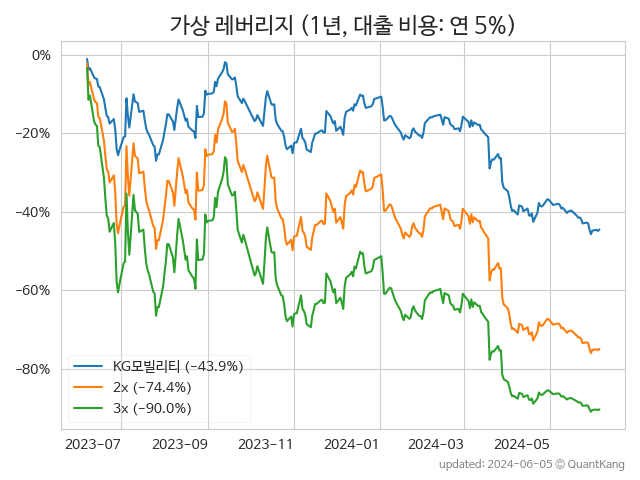 가상 레버리지 (1년, 대출 비용: 연 5%)
0%
−20%
−40%
−60%
−80%
KG모빌리티 (−43.9%)
2x (−74.4%)
3x (−90.0%)
2023-07 2023-09 2023-11 2024-01 2024-03 2024-05
updated: 2024-06-05 © QuantKang